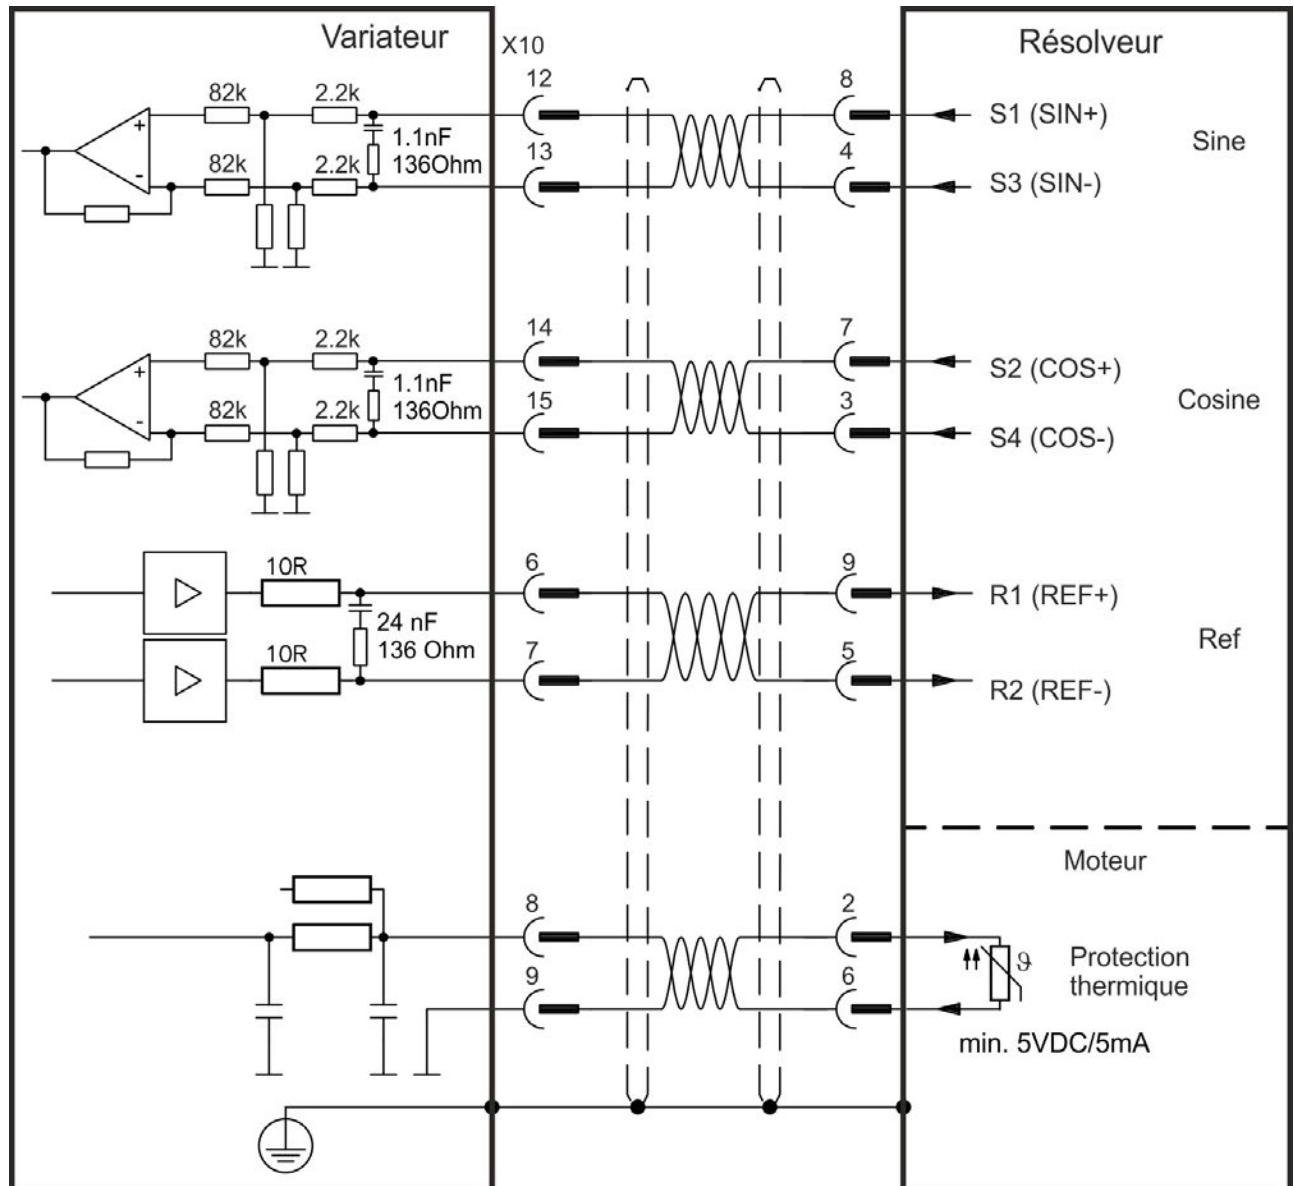 Variateur
X10
Résolveur
82k
2.2k
12
8
S1 (SIN+)
+
1.1nF
136Ohm
Sine
82k
2.2k
13
4
-
S3 (SIN-)
82k
2.2k
14
7
S2 (COS+)
+
1.1nF
136Ohm
Cosine
82k
2.2k
15
3
-
S4 (COS-)
10R
6
9
R1 (REF+)
24 nF
136 Ohm
Ref
10R
7
5
R2 (REF-)
Moteur
8
2
ϑ
Protection
thermique
9
6
min. 5VDC/5mA